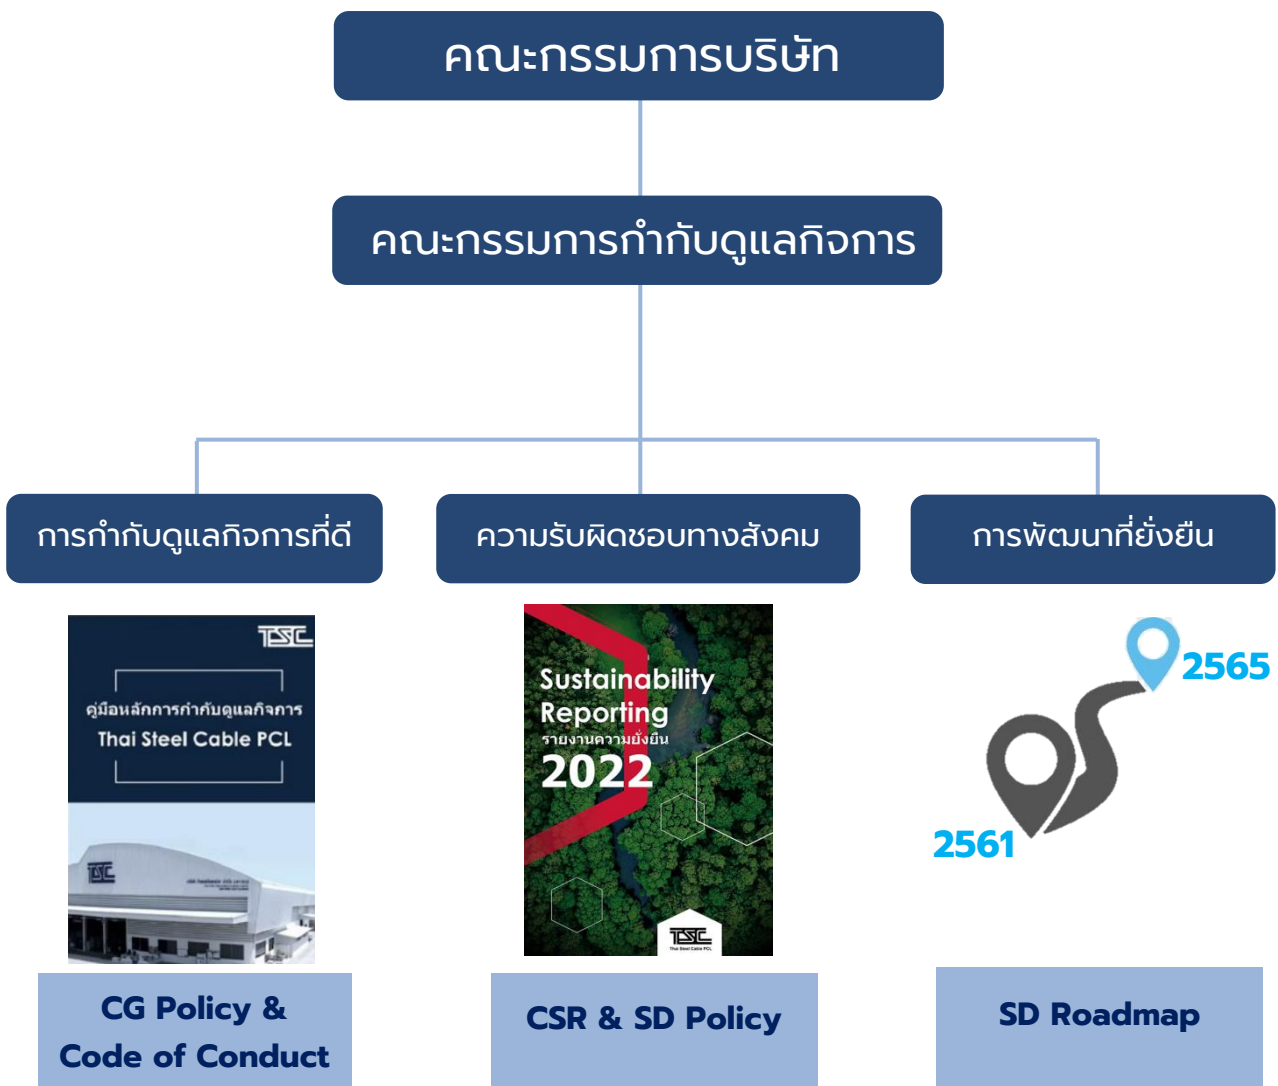 คณะกรรมการบริษัท
คณะกรรมการกำกับดูแลกิจการ
การกำกับดูแลกิจการที่ดี
ความรับผิดชอบทางสังคม
การพัฒนาที่ยั่งยืน
TSC
คู่มือหลักการกำกับดูแลกิจการ
Thai Steel Cable PCL
TSC
Sustainability
Reporting
รายงานความยั่งยืน
2022
TSC
Thai Steel Cable PCL
2565
2561
CG Policy &
Code of Conduct
CSR & SD Policy
SD Roadmap